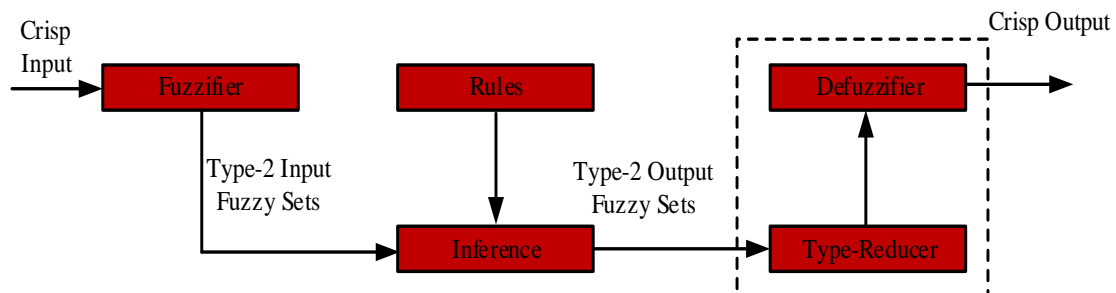 Crisp
Input
Fuzzifier
Rules
Defuzzifier
Crisp Output
Type-2 Input
Fuzzy Sets
Type-2 Output
Fuzzy Sets
Inference
Type-Reducer